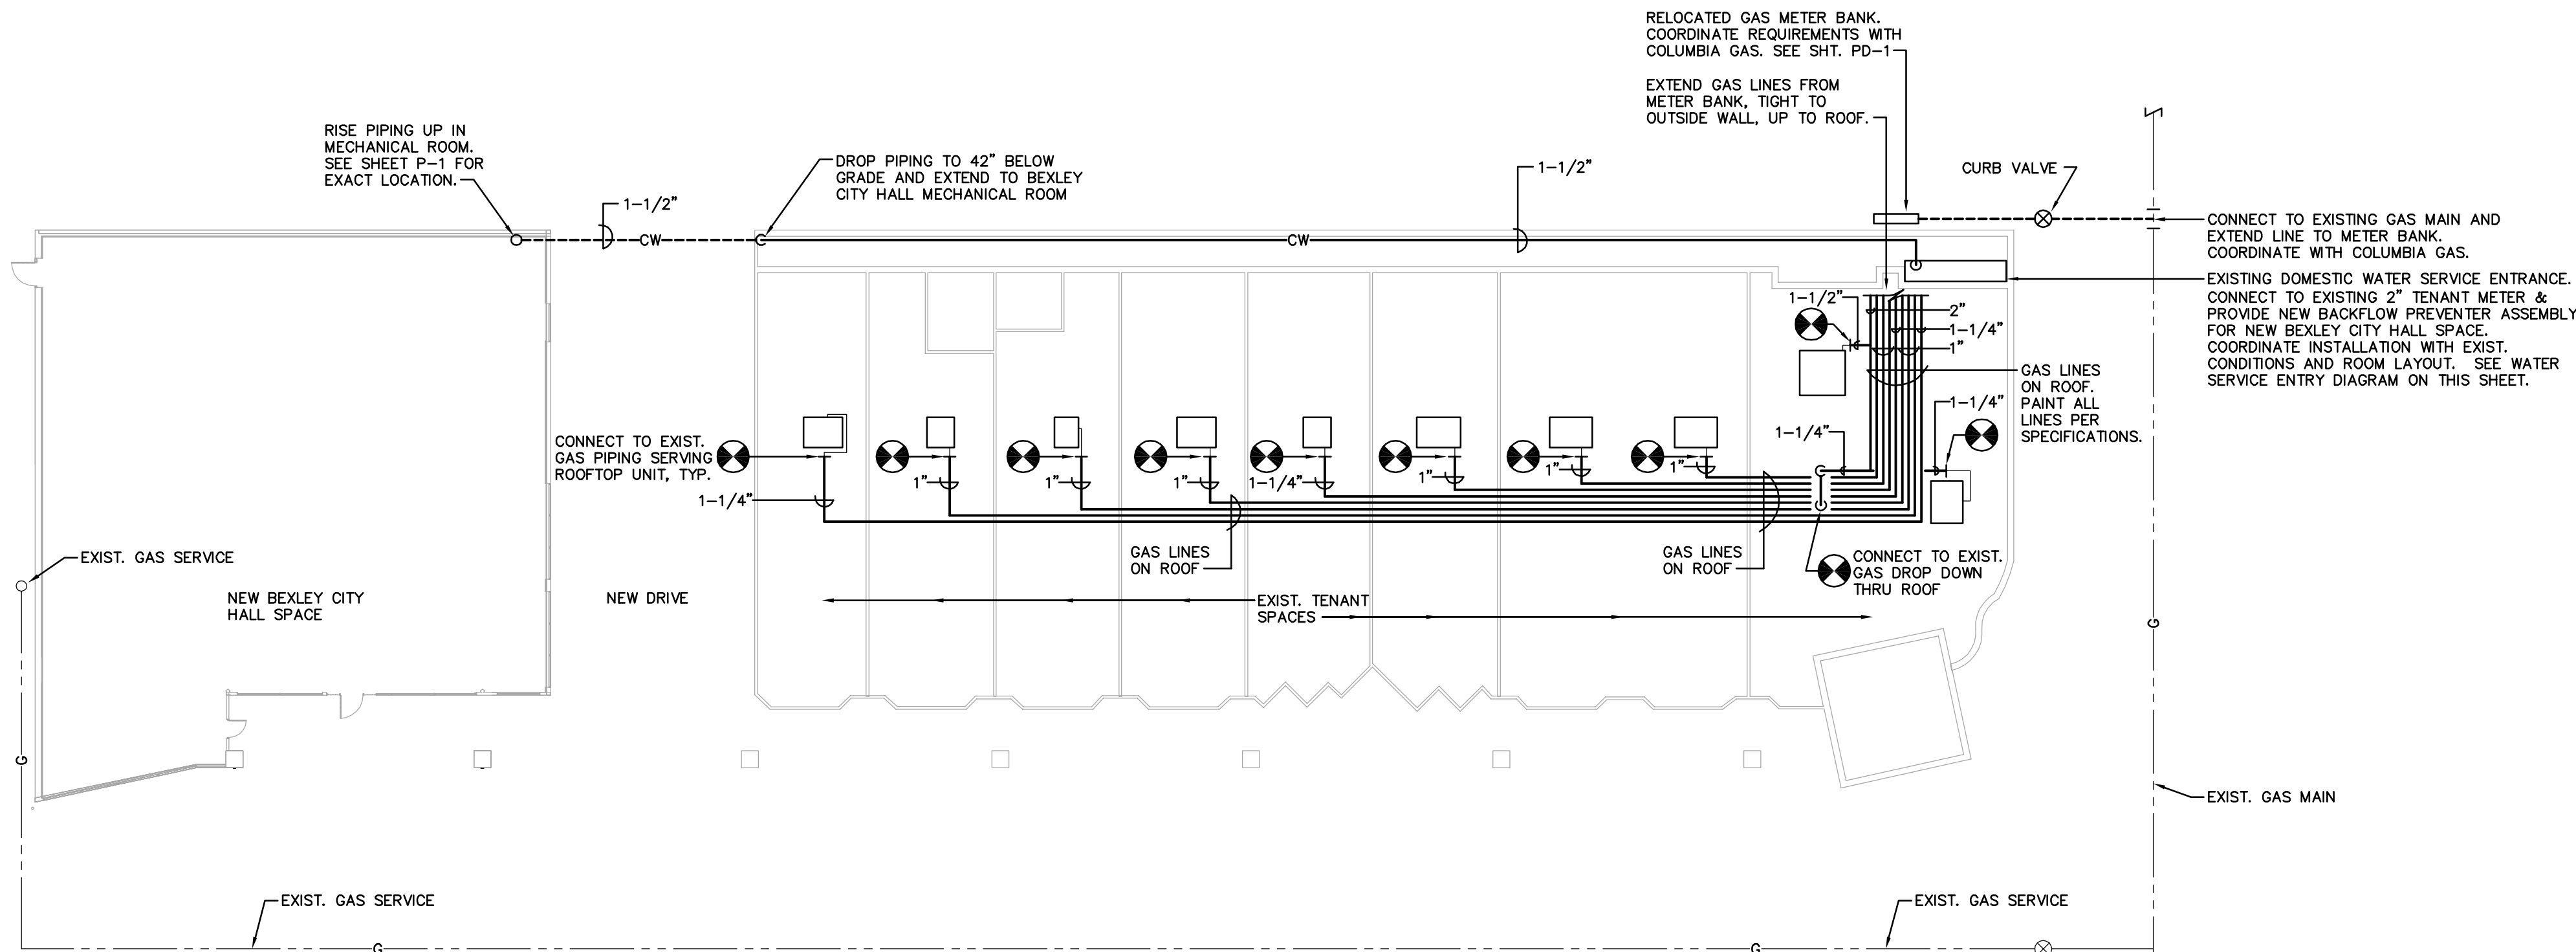 RELOCATED GAS METER BANK.
COORDINATE REQUIREMENTS WITH
COLUMBIA GAS. SEE SHT. PD-1
EXTEND GAS LINES FROM
METER BANK, TIGHT TO
OUTSIDE WALL, UP TO ROOF.
RISE PIPING UP IN
MECHANICAL ROOM.
SEE SHEET P-1 FOR
EXACT LOCATION.
DROP PIPING TO 42" BELOW
GRADE AND EXTEND TO BEXLEY
CITY HALL MECHANICAL ROOM
1-1/2"
1-1/2"
CURB VALVE
CW
CW
CONNECT TO EXISTING GAS MAIN AND
EXTEND LINE TO METER BANK.
COORDINATE WITH COLUMBIA GAS.
EXISTING DOMESTIC WATER SERVICE ENTRANCE.
CONNECT TO EXISTING 2" TENANT METER &
PROVIDE NEW BACKFLOW PREVENTER ASSEMBLY
FOR NEW BEXLEY CITY HALL SPACE.
COORDINATE INSTALLATION WITH EXIST.
CONDITIONS AND ROOM LAYOUT. SEE WATER
SERVICE ENTRY DIAGRAM ON THIS SHEET.
1-1/2"
2"
1-1/4"
1"
GAS LINES
ON ROOF.
PAINT ALL
LINES PER
SPECIFICATIONS.
1-1/4"
1-1/4"
CONNECT TO EXIST.
GAS PIPING SERVING
ROOFTOP UNIT, TYP.
1-1/4"
1"
1"
1"
1-1/4"
1"
1"
1"
GAS LINES
ON ROOF
GAS LINES
ON ROOF
CONNECT TO EXIST.
GAS DROP DOWN
THRU ROOF
EXIST. GAS SERVICE
NEW BEXLEY CITY
HALL SPACE
NEW DRIVE
EXIST. TENANT
SPACES
G
G
EXIST. GAS MAIN
EXIST. GAS SERVICE
EXIST. GAS SERVICE
G
G